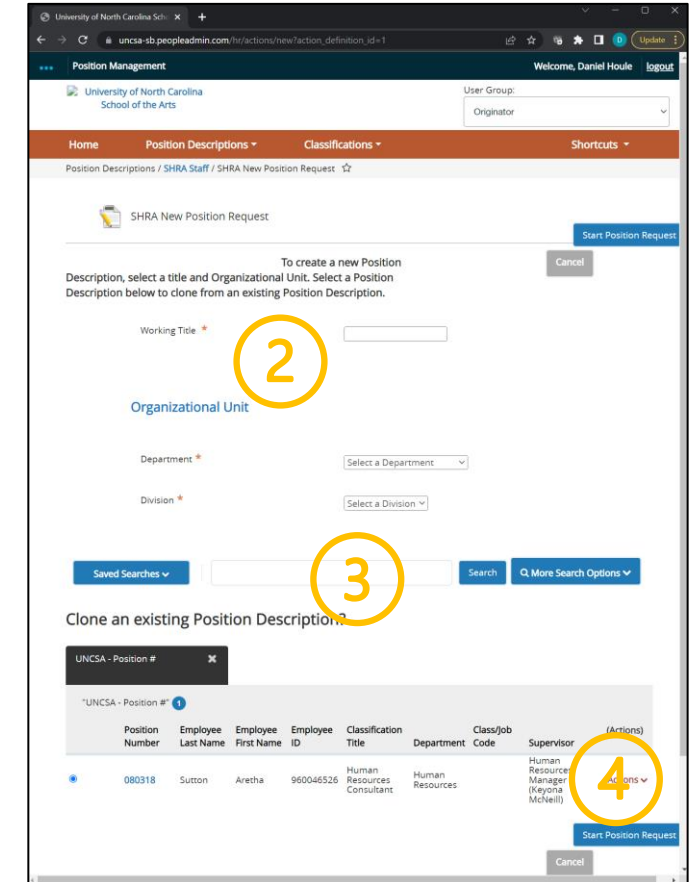 University of North Carolina Sch
uncsa-sb.peopleadmin.com/hr/actions/new?action_definition_id=1
D
Update
Position Management
Welcome, Daniel Houle
logout
University of North Carolina
School of the Arts
User Group:
Originator
Home
Position Descriptions
Classifications
Shortcuts
Position Descriptions / SHRA Staff / SHRA New Position Request
SHRA New Position Request
Start Position Request
To create a new Position
Cancel
Description, select a title and Organizational Unit. Select a Position
Description below to clone from an existing Position Description.
Working Title *
2
Organizational Unit
Department *
Select a Department
Division *
Select a Division
Saved Searches
3
Search
More Search Options
Clone an existing Position Description?
UNCSA - Position #
"UNCSA - Position #" 1
Position Employee Employee Employee Classification Class/Job (Actions)
Number Last Name First Name ID Title Department Code Supervisor
080318 Sutton Aretha 960046526
Human
Resources
Consultant
Human
Resources
Human
Resources
Manager
(Keyona
McNeill)
Actions
4
Start Position Request
Cancel